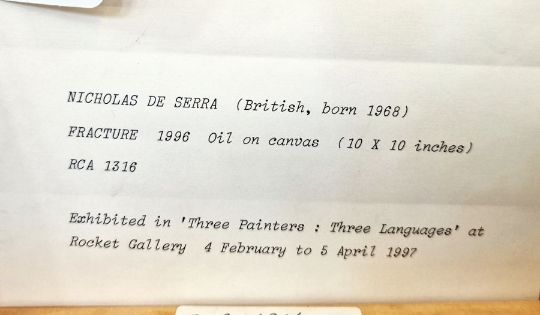 NICHOLAS DE SERRA (British, born 1968)
FRACTURE 1996 Oil on canvas (10 X 10 inches)
RCA 1316
Exhibited in 'Three Painters : Three Languages' at
Rocket Gallery 4 February to 5 April 1997